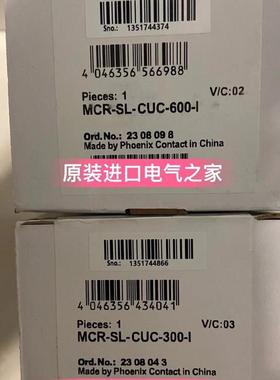 Sno.: 1351744374
4 046356 566988
Pieces: 1
V/C:02
MCR-SL-CUC-600-I
Ord.No.: 23 08 09 8
Made by Phoenix Contact in China
原装进口电气之家
Sno.: 1351744866
4 046356 434041
Pieces: 1
V/C:03
MCR-SL-CUC-300-I
Ord.No.: 23 08 04 3
Made by Phoenix Contact in China